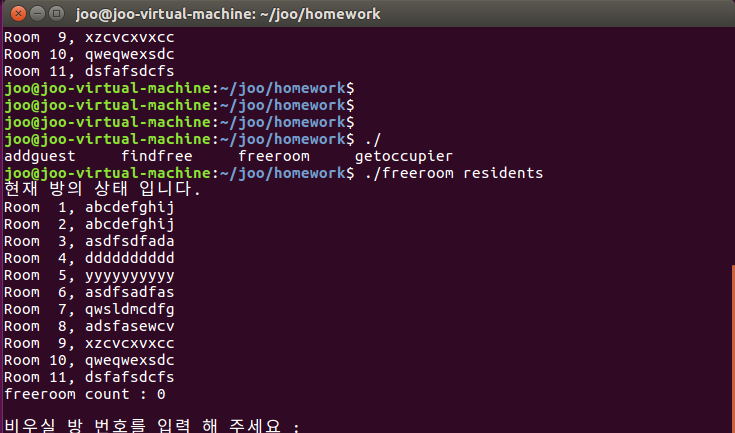 joo@joo-virtual-machine: ~/joo/homework
Room  9, xzcvcxvxcc
Room 10, qweqwexsdc
Room 11, dsfafsdcfs
joo@joo-virtual-machine:~/joo/homework$
joo@joo-virtual-machine:~/joo/homework$
joo@joo-virtual-machine:~/joo/homework$
joo@joo-virtual-machine:~/joo/homework$ ./
addguest     findfree     freeroom     getoccupier
joo@joo-virtual-machine:~/joo/homework$ ./freeroom residents
현재 방의 상태 입니다.
Room  1, abcdefghij
Room  2, abcdefghij
Room  3, asdfsdfada
Room  4, dddddddddd
Room  5, yyyyyyyyyy
Room  6, asdfsadfas
Room  7, qwsldmcdfg
Room  8, adsfasewcv
Room  9, xzcvcxvxcc
Room 10, qweqwexsdc
Room 11, dsfafsdcfs
freeroom count : 0
비우실 방 번호를 입력 해 주세요 :